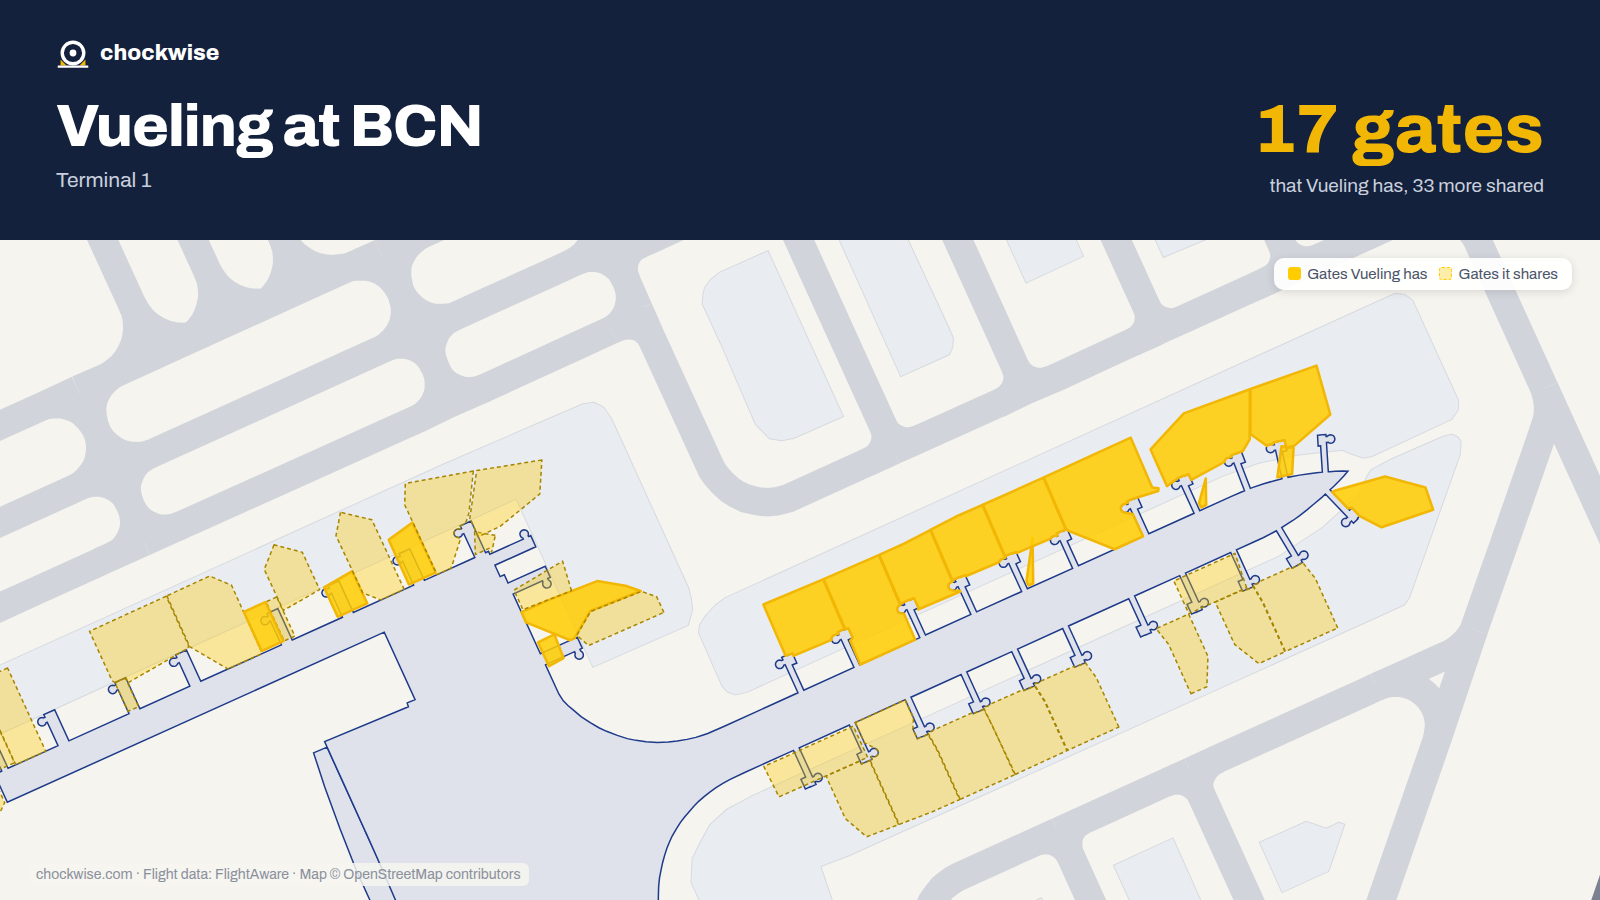 chockwise
Vueling at BCN
Terminal 1
17 gates
that Vueling has, 33 more shared
Gates Vueling has
Gates it shares
chockwise.com · Flight data: FlightAware · Map © OpenStreetMap contributors